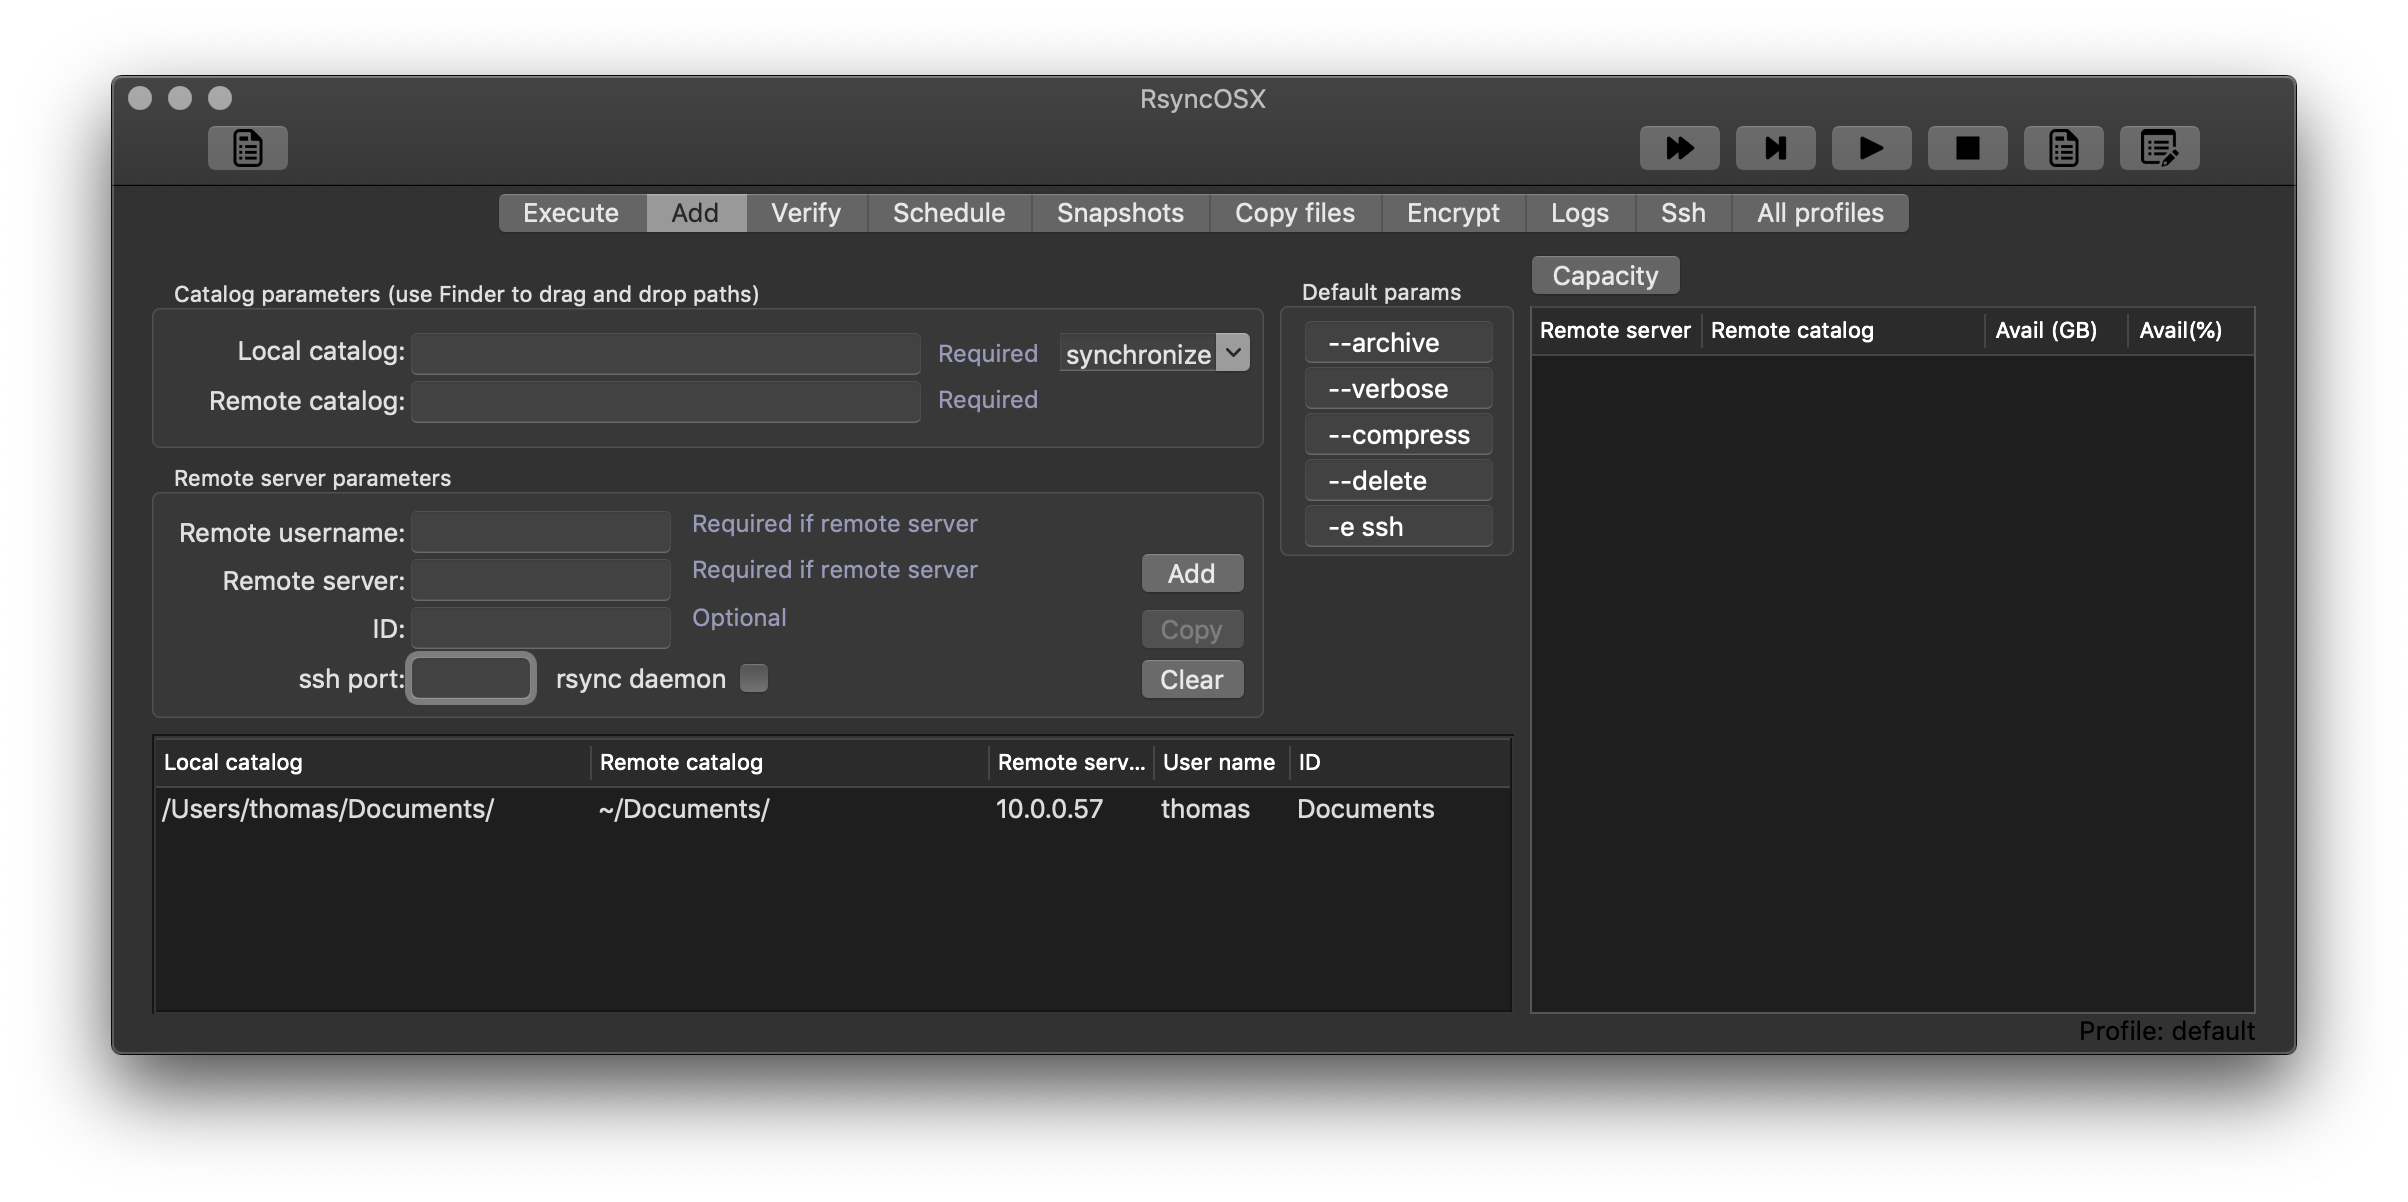 RsyncOSX
Execute Add Verify Schedule Snapshots Copy files Encrypt Logs Ssh All profiles
Catalog parameters (use Finder to drag and drop paths)
Local catalog: Required synchronize
Remote catalog: Required
Remote server parameters
Remote username: Required if remote server
Remote server: Required if remote server
Add
ID: Optional
Copy
ssh port: rsync daemon
Clear
Default params
--archive
--verbose
--compress
--delete
-e ssh
Capacity
Remote server Remote catalog Avail (GB) Avail(%)
Local catalog Remote catalog Remote serv... User name ID
/Users/thomas/Documents/ ~/Documents/ 10.0.0.57 thomas Documents
Profile: default